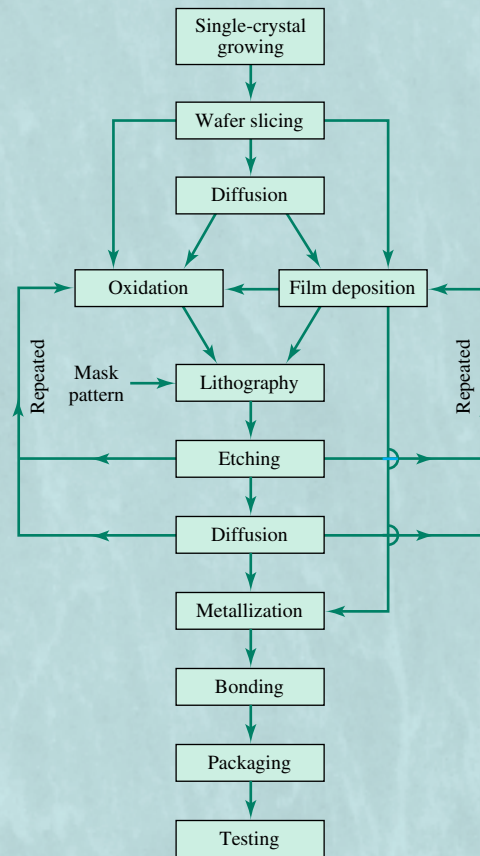 Single-crystal
growing
Wafer slicing
Diffusion
Oxidation
Film deposition
Repeated
Mask
pattern
Lithography
Repeated
Etching
Diffusion
Metallization
Bonding
Packaging
Testing